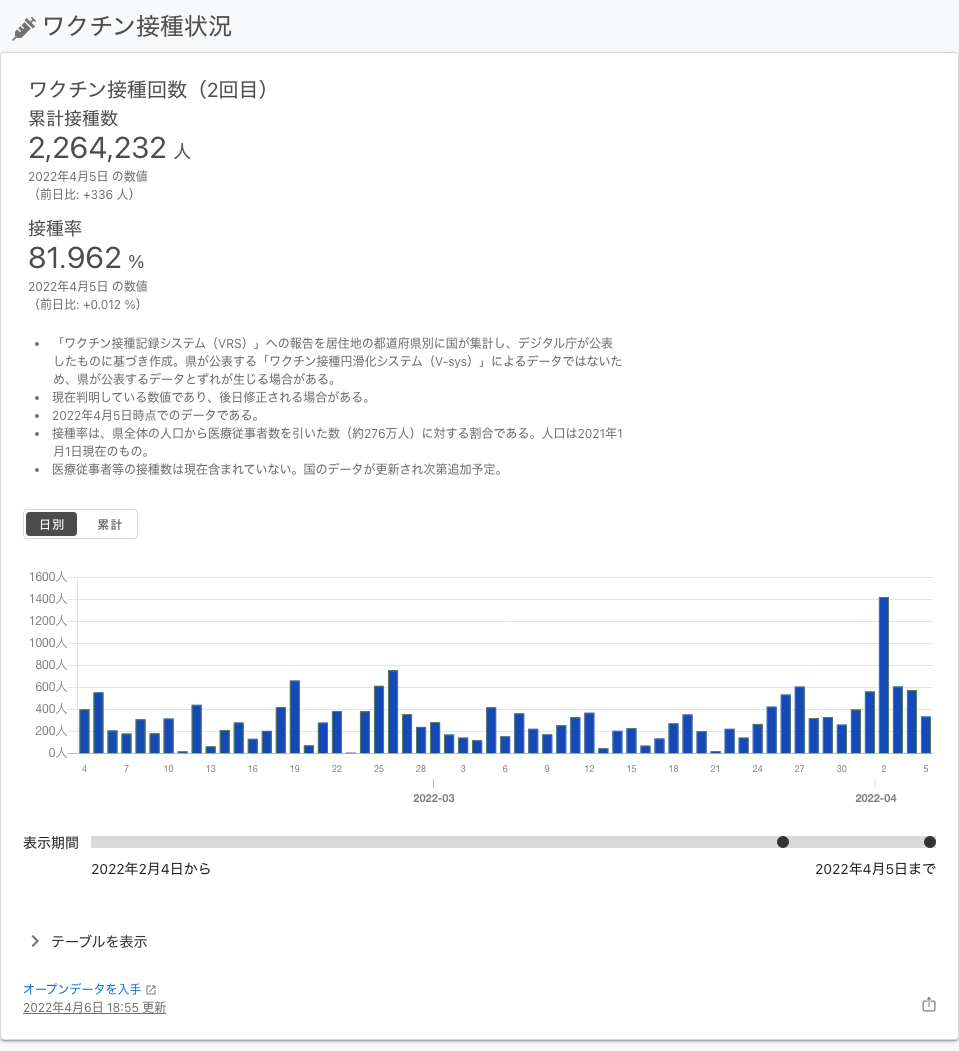 ワクチン接種状況
ワクチン接種回数（2回目）
累計接種数
2,264,232 人
2022年4月5日 の数値
（前日比: +336 人）
接種率
81.962 %
2022年4月5日 の数値
（前日比: +0.012 %）
• 「ワクチン接種記録システム（VRS）」への報告を居住地の都道府県別に国が集計し、デジタル庁が公表
したものに基づき作成。県が公表する「ワクチン接種円滑化システム（V-sys）」によるデータではないた
め、県が公表するデータとずれが生じる場合がある。
• 現在判明している数値であり、後日修正される場合がある。
• 2022年4月5日時点でのデータである。
• 接種率は、県全体の人口から医療従事者数を引いた数（約276万人）に対する割合である。人口は2021年1
月1日現在のもの。
• 医療従事者等の接種数は現在含まれていない。国のデータが更新され次第追加予定。
日別 累計
1600人
1400人
1200人
1000人
800人
600人
400人
200人
0人
4 7 10 13 16 19 22 25 28 3 6 9 12 15 18 21 24 27 30 2 5
2022-03 2022-04
表示期間
2022年2月4日から 2022年4月5日まで
テーブルを表示
オープンデータを入手
2022年4月6日 18:55 更新